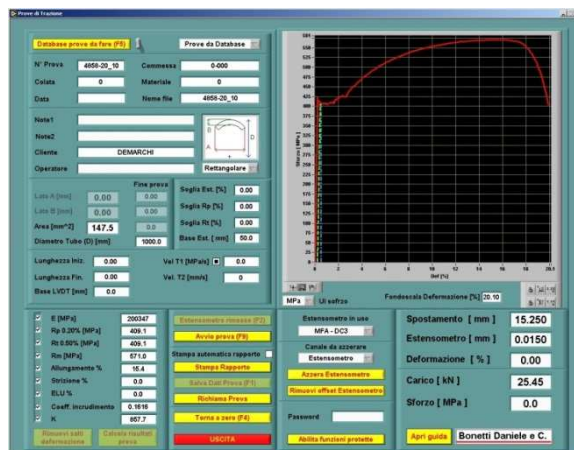 Prove di Trazione
Database prove da fare (F5)
Prove da Database
N° Prova 4858-20_10 Commessa 0-000
Colata 0 Materiale 0
Data Nome file 4858-20_10
Note1
Note2
Cliente DEMARCHI
Operatore Rettangolare
Fine prova
Lato A [mm] 0.00 0.00
Lato B [mm] 0.00 0.00
Area [mm^2] 147.5 0.0
Diametro Tubo (D) [mm] 1000.0
Soglia Est. [%] 0.00
Soglia Rp [%] 0.00
Soglia Rt [%] 0.00
Base Est. [mm] 50.0
Lunghezza Iniz. 0.00 Vel T1 [MPa/s] 0.0
Lunghezza Fin. 0.00 Vel. T2 [mm/s] 0
Base LVDT [mm] 0.0
Sforzo [MPa]
Def [%]
MPa UI sforzo Fondoscala Deformazione [%] 20.10
E [MPa] 200347
Rp 0.20% [MPa] 409.1
Rt 0.50% [MPa] 409.1
Rm [MPa] 571.0
Allungamento % 15.4
Strizione % 0.0
ELU % 0.0
Coeff. incrudimento 0.1616
K 857.7
Rimuovi salti deformazione
Calcola risultati prova
Estensometro rimosso (F2)
Avvia prova (F9)
Stampa automatica rapporto
Stampa Rapporto
Salva Dati Prova (F1)
Richiama Prova
Torna a zero (F4)
USCITA
Estensometro in uso
MFA - DC3
Canale da azzerare
Estensometro
Azzera Estensometro
Rimuovi offset Estensometro
Password
Abilita funzioni protette
Spostamento [ mm ] 15.250
Estensometro [ mm ] 0.0150
Deformazione [ % ] 0.00
Carico [ kN ] 25.45
Sforzo [ MPa ] 0.0
Apri guida Bonetti Daniele e C.